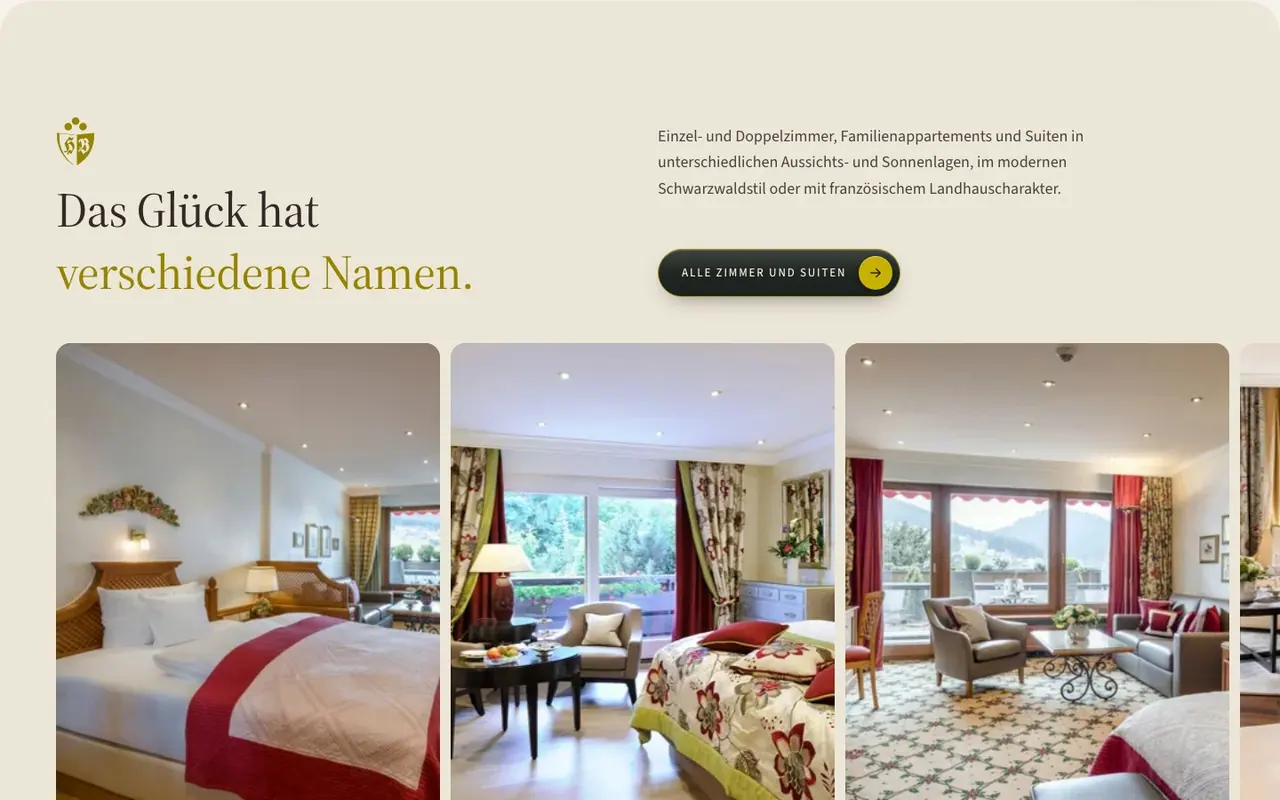 HB
Das Glück hat
verschiedene Namen.
Einzel- und Doppelzimmer, Familienappartements und Suiten in
unterschiedlichen Aussichts- und Sonnenlagen, im modernen
Schwarzwaldstil oder mit französischem Landhauscharakter.
ALLE ZIMMER UND SUITEN